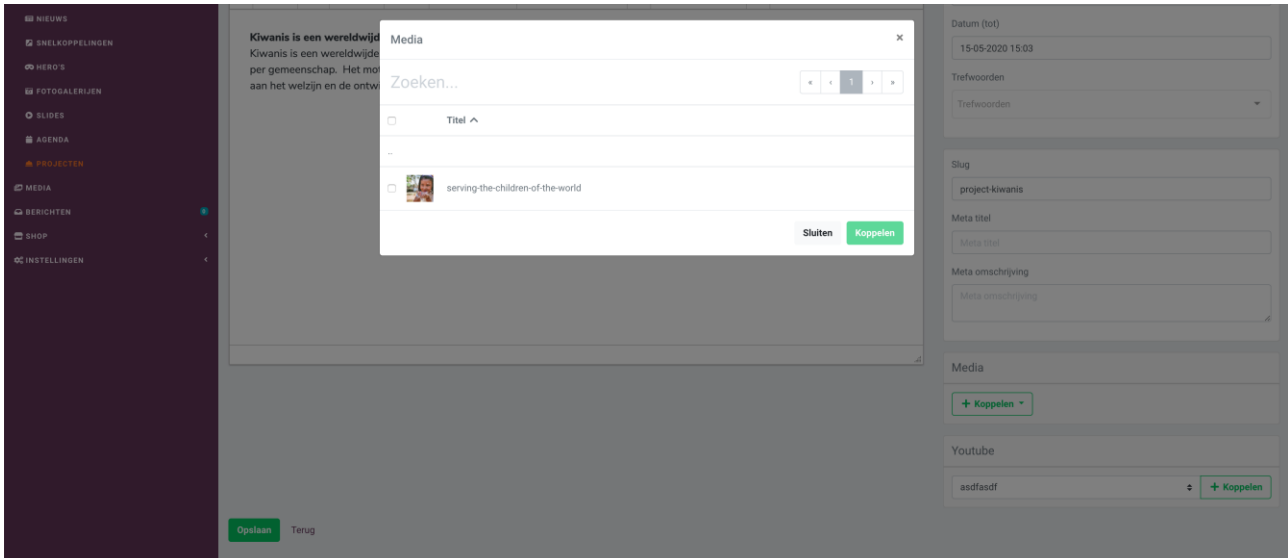 NIEUWS
SNELKOPPELINGEN
HERO'S
FOTOGALERIJEN
SLIDES
AGENDA
PROJECTEN
MEDIA
BERICHTEN
SHOP
INSTELLINGEN
Kiwanis is een wereldwijd
Kiwanis is een wereldwijde
per gemeenschap. Het mot
aan het welzijn en de ontwi
Media
×
Zoeken...
« ‹ 1 › »
Titel
..
serving-the-children-of-the-world
Sluiten Koppelen
Datum (tot)
15-05-2020 15:03
Trefwoorden
Trefwoorden
Slug
project-kiwanis
Meta titel
Meta titel
Meta omschrijving
Meta omschrijving
Media
+ Koppelen
Youtube
asdfasdf + Koppelen
Opslaan Terug